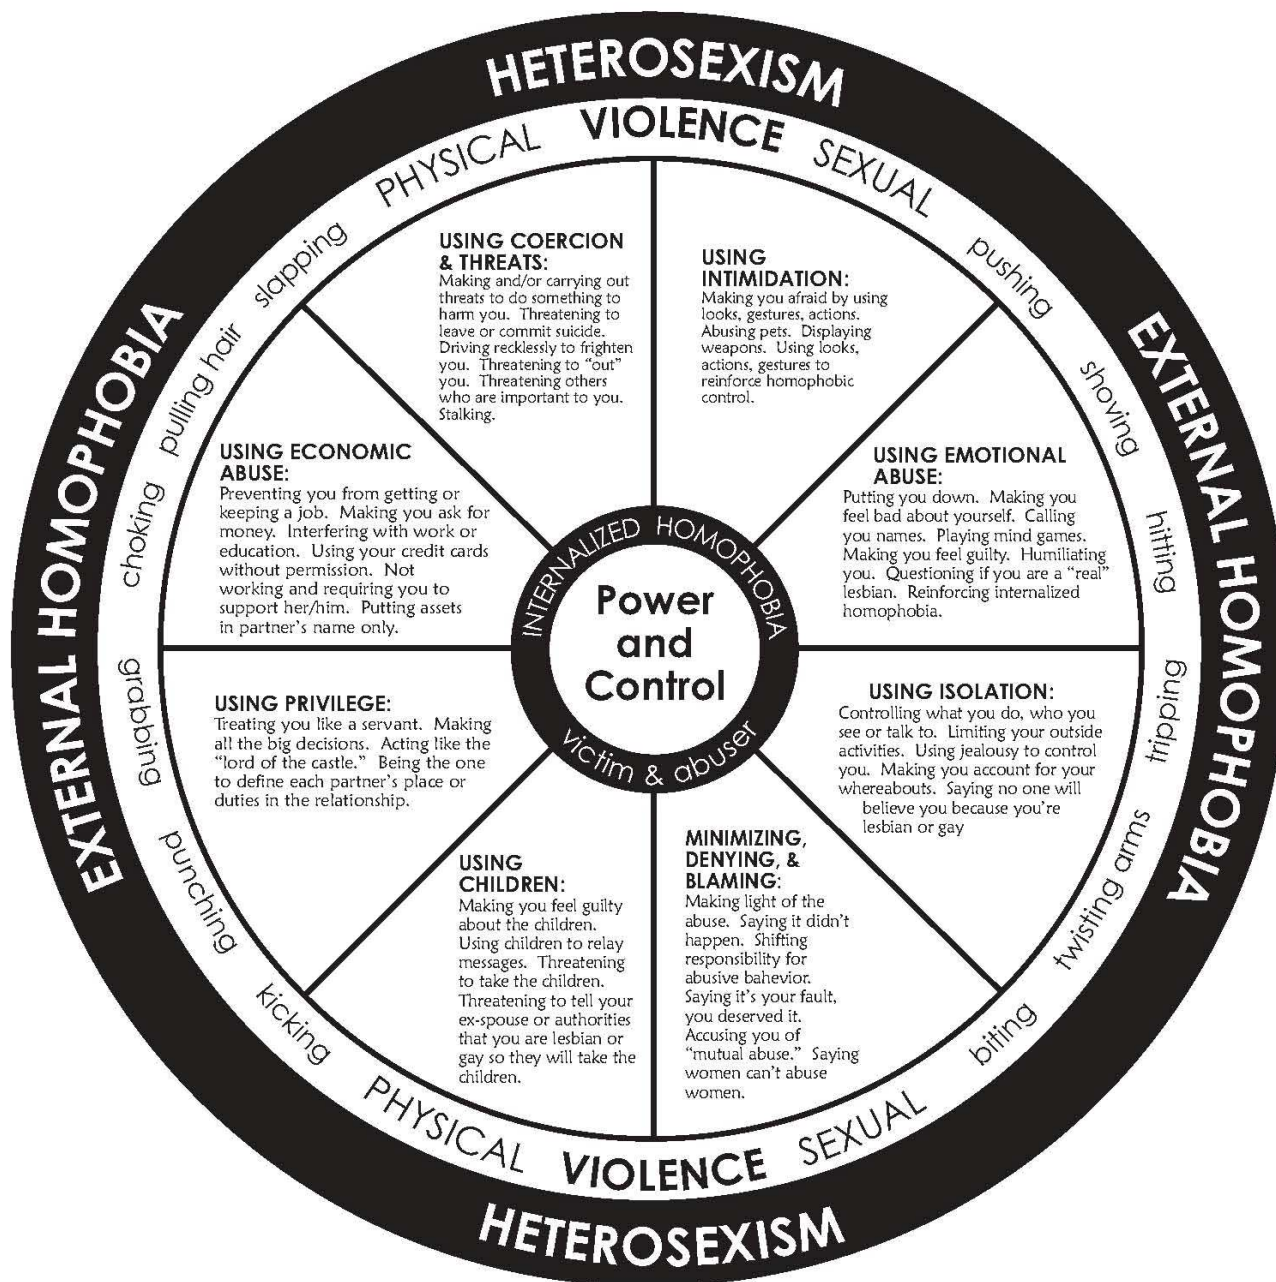 HETEROSEXISM
PHYSICAL VIOLENCE SEXUAL
EXTERNAL HOMOPHOBIA
EXTERNAL HOMOPHOBIA
slapping
pulling hair
choking
grabbing
punching
kicking
pushing
shoving
hitting
tripping
twisting arms
biting
USING COERCION
& THREATS:
Making and/or carrying out
threats to do something to
harm you. Threatening to
leave or commit suicide.
Driving recklessly to frighten
you. Threatening to “out”
you. Threatening others
who are important to you.
Stalking.
USING
INTIMIDATION:
Making you afraid by using
looks, gestures, actions.
Abusing pets. Displaying
weapons. Using looks,
actions, gestures to
reinforce homophobic
control.
USING ECONOMIC
ABUSE:
Preventing you from getting or
keeping a job. Making you ask for
money. Interfering with work or
education. Using your credit cards
without permission. Not
working and requiring you to
support her/him. Putting assets
in partner’s name only.
USING EMOTIONAL
ABUSE:
Putting you down. Making you
feel bad about yourself. Calling
you names. Playing mind games.
Making you feel guilty. Humiliating
you. Questioning if you are a “real”
lesbian. Reinforcing internalized
homophobia.
INTERNALIZED HOMOPHOBIA
Power
and
Control
victim & abuser
USING PRIVILEGE:
Treating you like a servant. Making
all the big decisions. Acting like the
“lord of the castle.” Being the one
to define each partner’s place or
duties in the relationship.
USING ISOLATION:
Controlling what you do, who you
see or talk to. Limiting your outside
activities. Using jealousy to control
you. Making you account for your
whereabouts. Saying no one will
believe you because you’re
lesbian or gay
USING
CHILDREN:
Making you feel guilty
about the children.
Using children to relay
messages. Threatening
to take the children.
Threatening to tell your
ex-spouse or authorities
that you are lesbian or
gay so they will take the
children.
MINIMIZING,
DENYING, &
BLAMING:
Making light of the
abuse. Saying it didn’t
happen. Shifting
responsibility for
abusive bahevior.
Saying it’s your fault,
you deserved it.
Accusing you of
“mutual abuse.” Saying
women can’t abuse
women.
PHYSICAL VIOLENCE SEXUAL
HETEROSEXISM